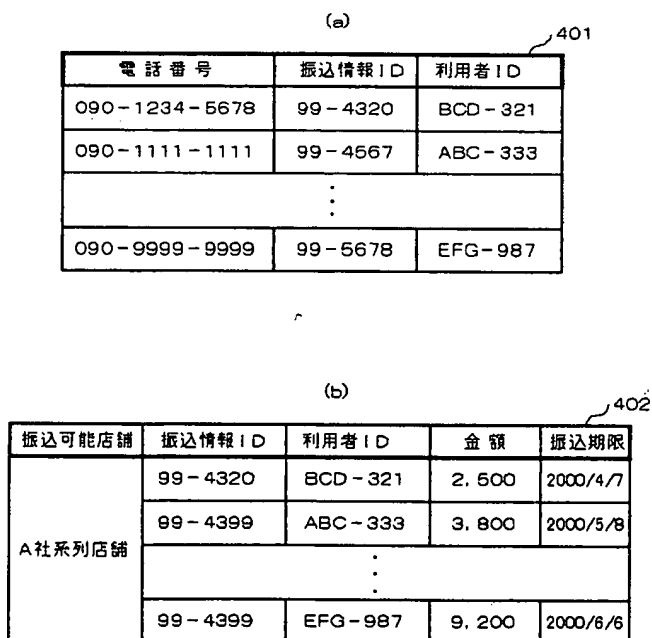 (a)
401
電話番号 振込情報ID 利用者ID
090-1234-5678 99-4320 BCD-321
090-1111-1111 99-4567 ABC-333
090-9999-9999 99-5678 EFG-987
(b)
402
振込可能店舗 振込情報ID 利用者ID 金額 振込期限
99-4320 BCD-321 2,500 2000/4/7
99-4399 ABC-333 3,800 2000/5/8
A社系列店舗
99-4399 EFG-987 9,200 2000/6/6